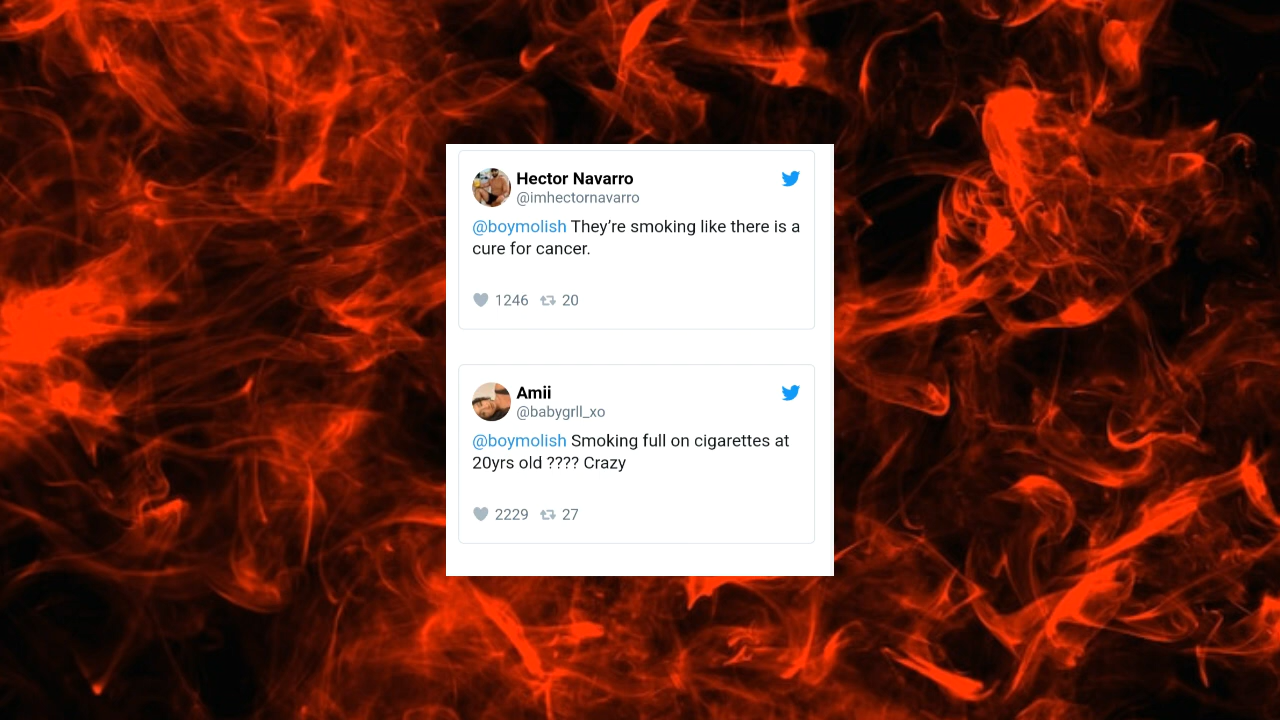 Hector Navarro
@imhectornavarro
@boymolish They’re smoking like there is a
cure for cancer.
1246 20
Amii
@babygrll_xo
@boymolish Smoking full on cigarettes at
20yrs old ???? Crazy
2229 27